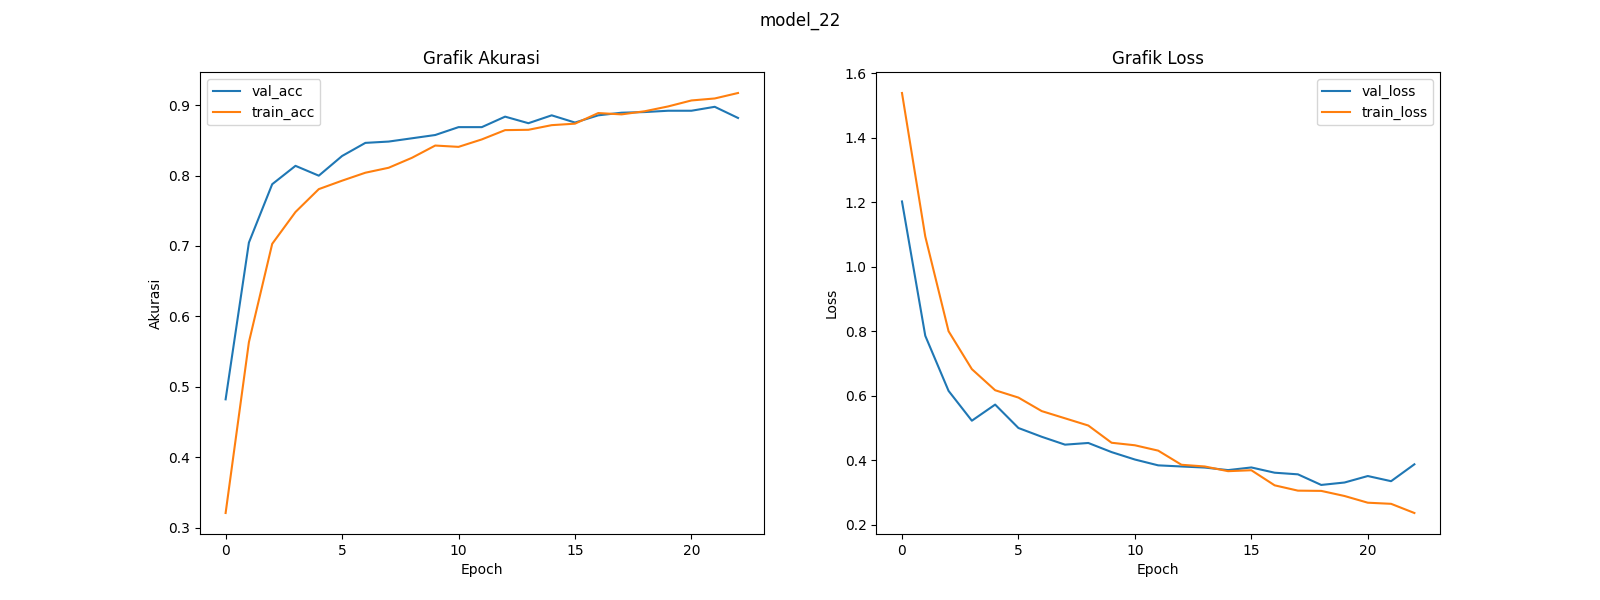 model_22
Grafik Akurasi
val_acc
train_acc
0.9
0.8
0.7
0.6
0.5
0.4
0.3
Akurasi
0 5 10 15 20
Epoch
Grafik Loss
val_loss
train_loss
1.6
1.4
1.2
1.0
0.8
0.6
0.4
0.2
Loss
0 5 10 15 20
Epoch